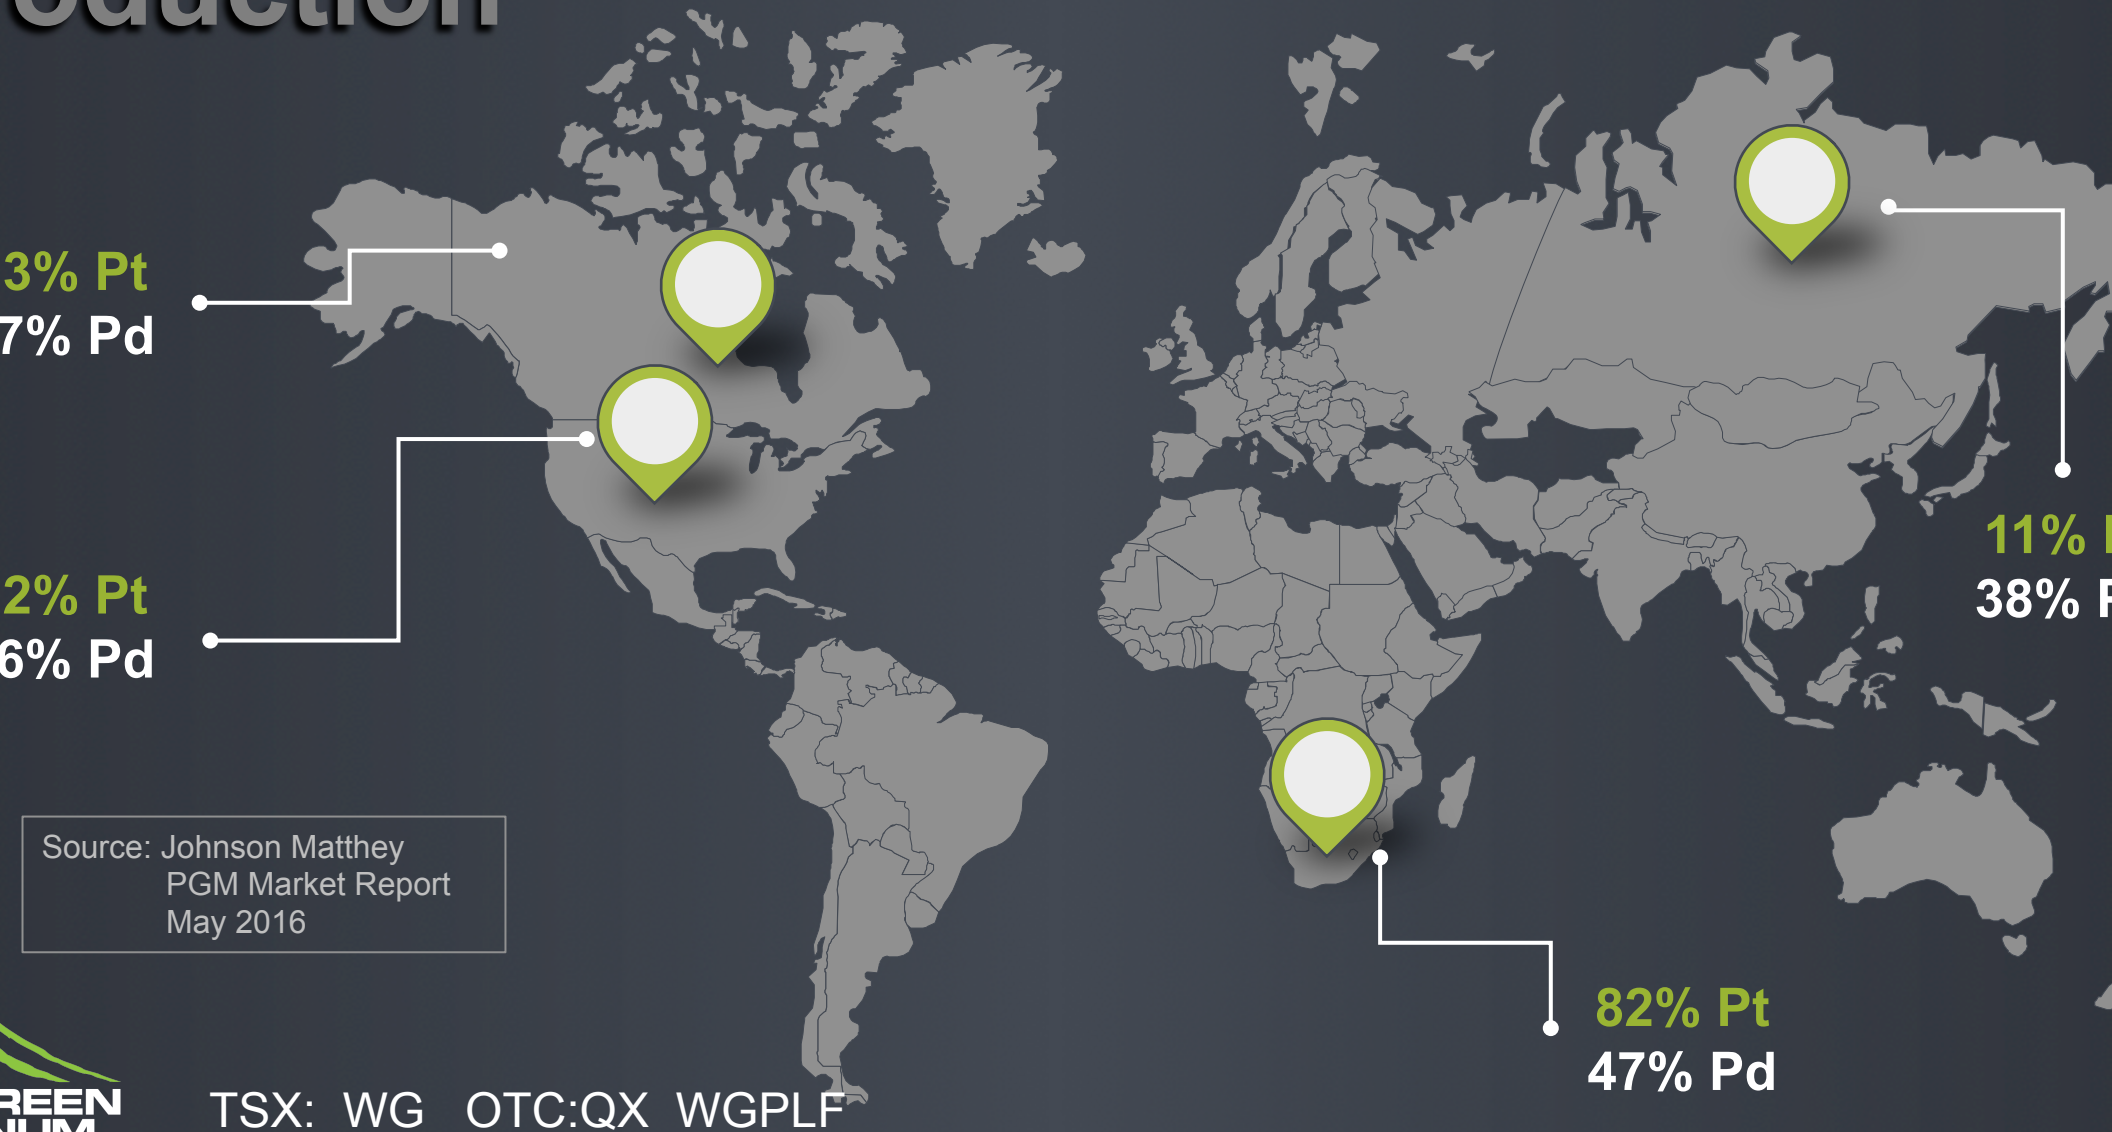 oduction
3% Pt
7% Pd
2% Pt
6% Pd
11%
38%
Source: Johnson Matthey
PGM Market Report
May 2016
82% Pt
47% Pd
REEN
TSX: WG OTC:QX WGPLF